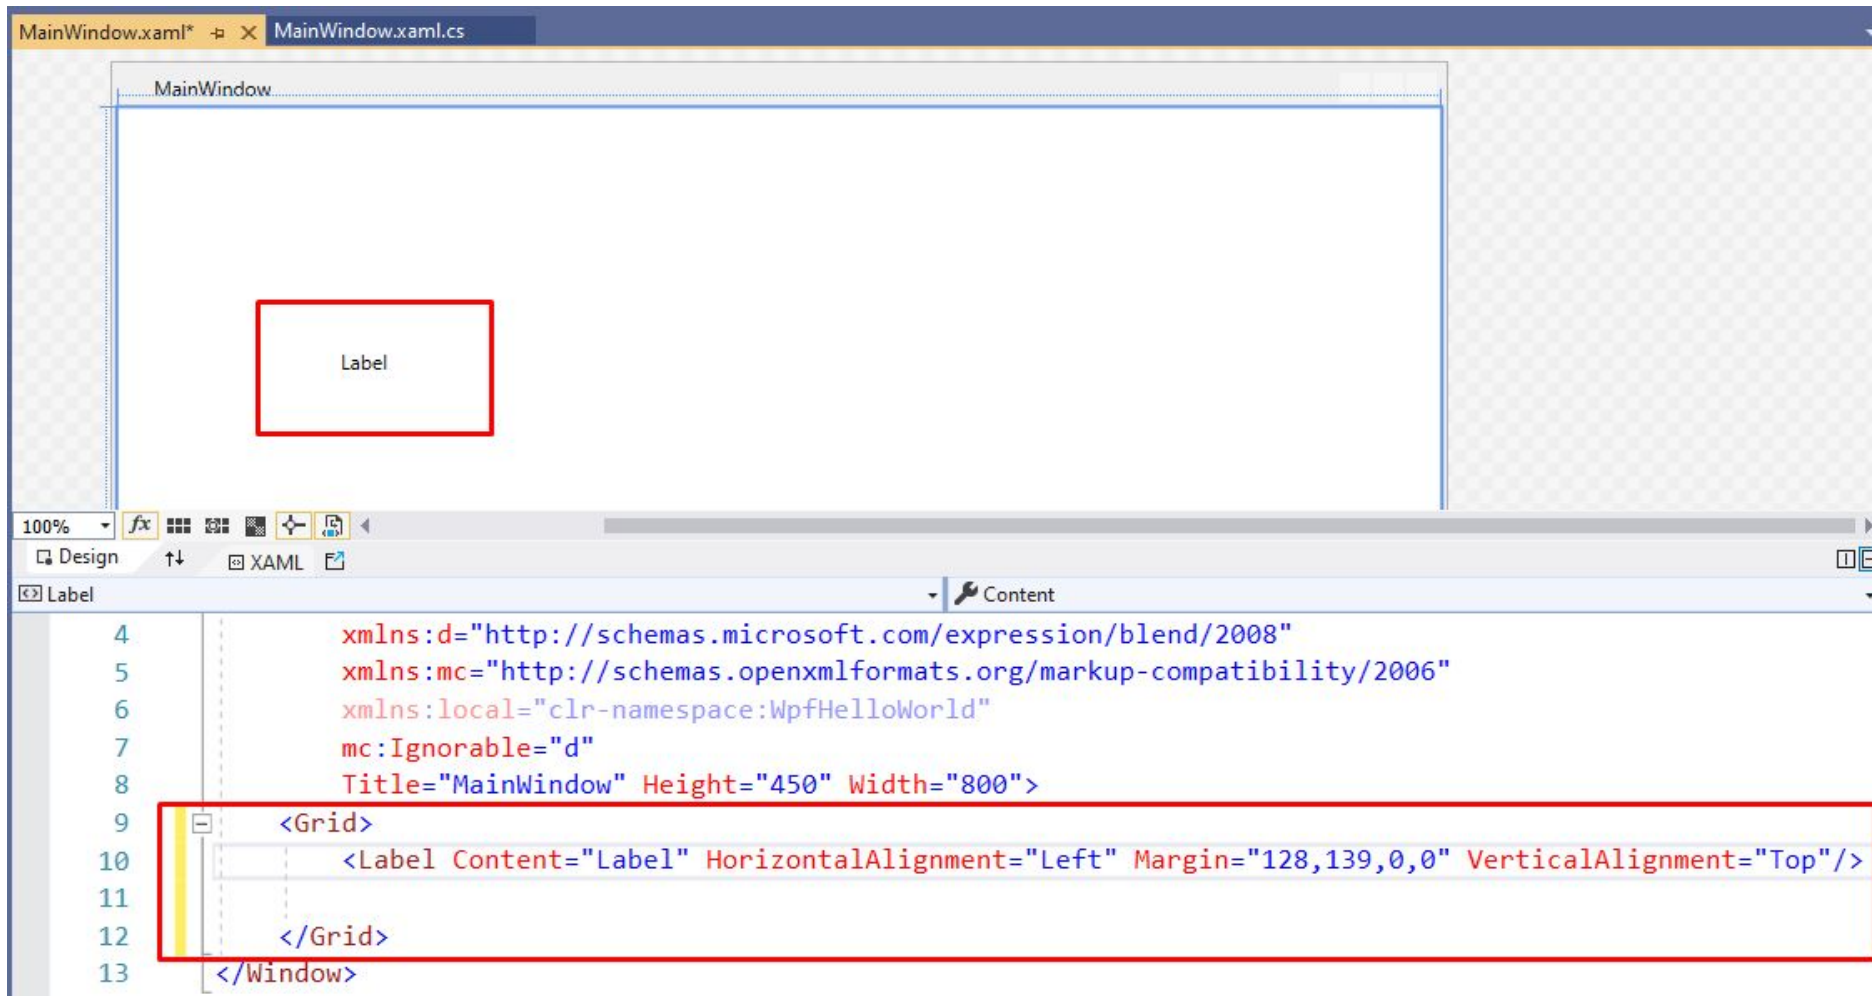 MainWindow.xaml* MainWindow.xaml.cs
MainWindow
Label
100% fx
Design XAML
Label Content
4 xmlns:d="http://schemas.microsoft.com/expression/blend/2008"
5 xmlns:mc="http://schemas.openxmlformats.org/markup-compatibility/2006"
6 xmlns:local="clr-namespace:WpfHelloWorld"
7 mc:Ignorable="d"
8 Title="MainWindow" Height="450" Width="800">
9 <Grid>
10 <Label Content="Label" HorizontalAlignment="Left" Margin="128,139,0,0" VerticalAlignment="Top"/>
11
12 </Grid>
13 </Window>